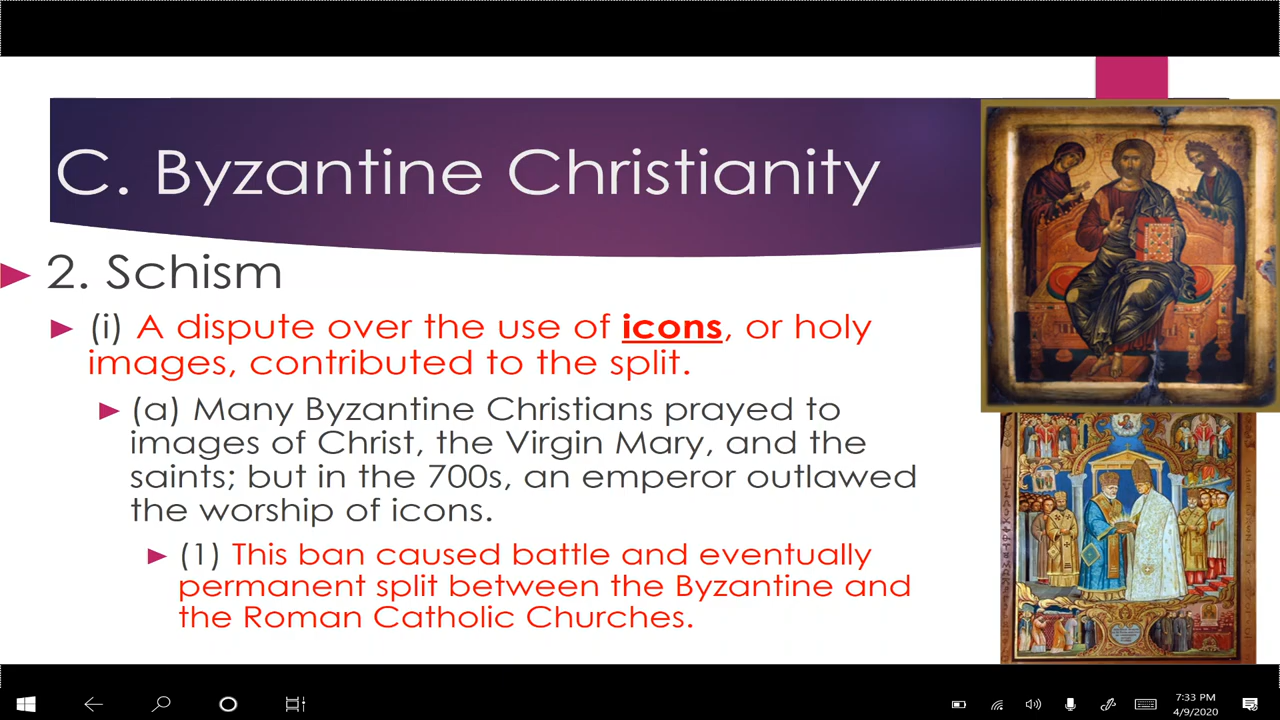 C. Byzantine Christianity
2. Schism
(i) A dispute over the use of icons, or holy
images, contributed to the split.
(a) Many Byzantine Christians prayed to
images of Christ, the Virgin Mary, and the
saints; but in the 700s, an emperor outlawed
the worship of icons.
(1) This ban caused battle and eventually
permanent split between the Byzantine and
the Roman Catholic Churches.
7:33 PM
4/9/2020